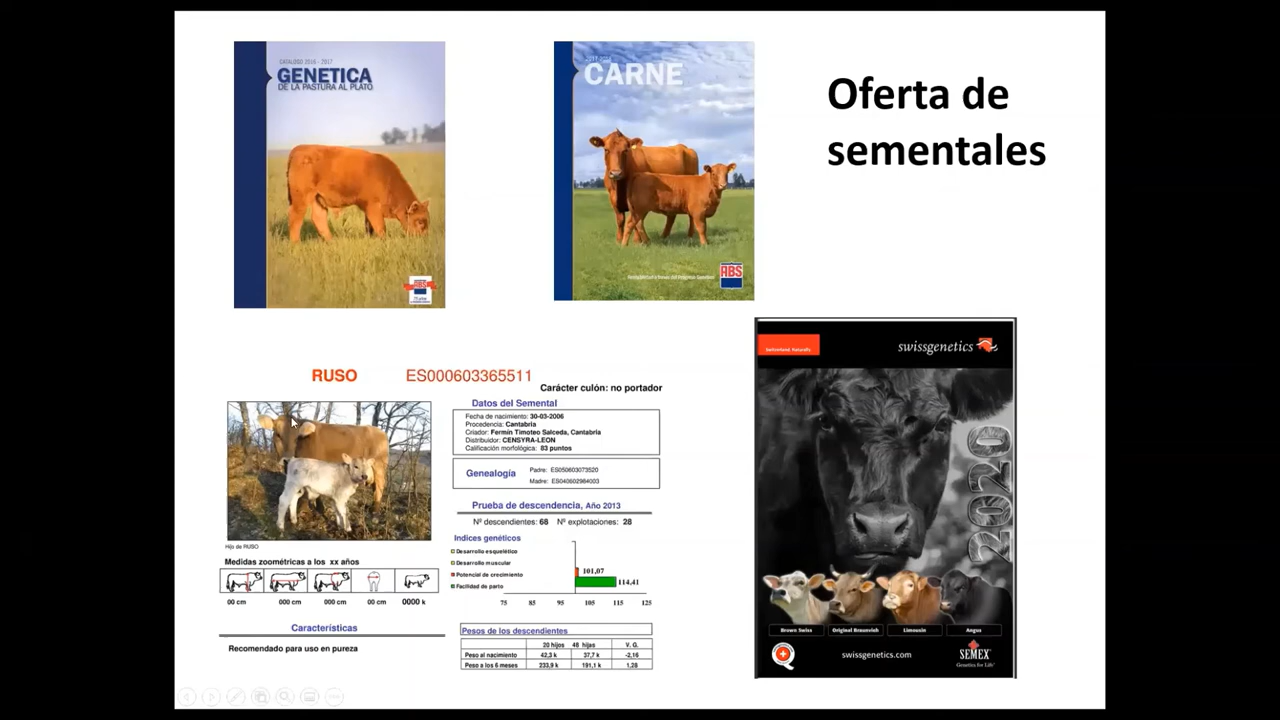 CATALOGO 2016 - 2017
GENETICA
DE LA PASTURA AL PLATO
CARNE
ABS
Oferta de
sementales
RUSO ES000603365511
Carácter culón: no portador
Datos del Semental
Fecha de nacimiento: 30-03-2006
Procedencia: Cantabria
Criador: Fermín Timoteo Salceda, Cantabria
Distribuidor: CENSYRA-LEON
Calificación morfológica: 83 puntos
Genealogía
Padre: ES050603073520
Madre: ES040602984003
Prueba de descendencia, Año 2013
Nº descendientes: 68 Nº explotaciones: 28
Indices genéticos
Desarrollo esquelético
Desarrollo muscular
Potencial de crecimiento
Facilidad de parto
101,07
114,41
75 85 95 105 115 125
Pesos de los descendientes
20 hijos 48 hijas V. G.
Peso al nacimiento 42,3 k 37,7 k -2,16
Peso a los 6 meses 233,9 k 191,1 k 1,28
Hijo de RUSO
Medidas zoométricas a los xx años
00 cm 000 cm 000 cm 00 cm 0000 k
Características
Recomendado para uso en pureza
Switzerland. Naturally.
swissgenetics
2020
Brown Swiss Original Braunvieh Limousin Angus
swissgenetics.com
SEMEX
Genetics for Life